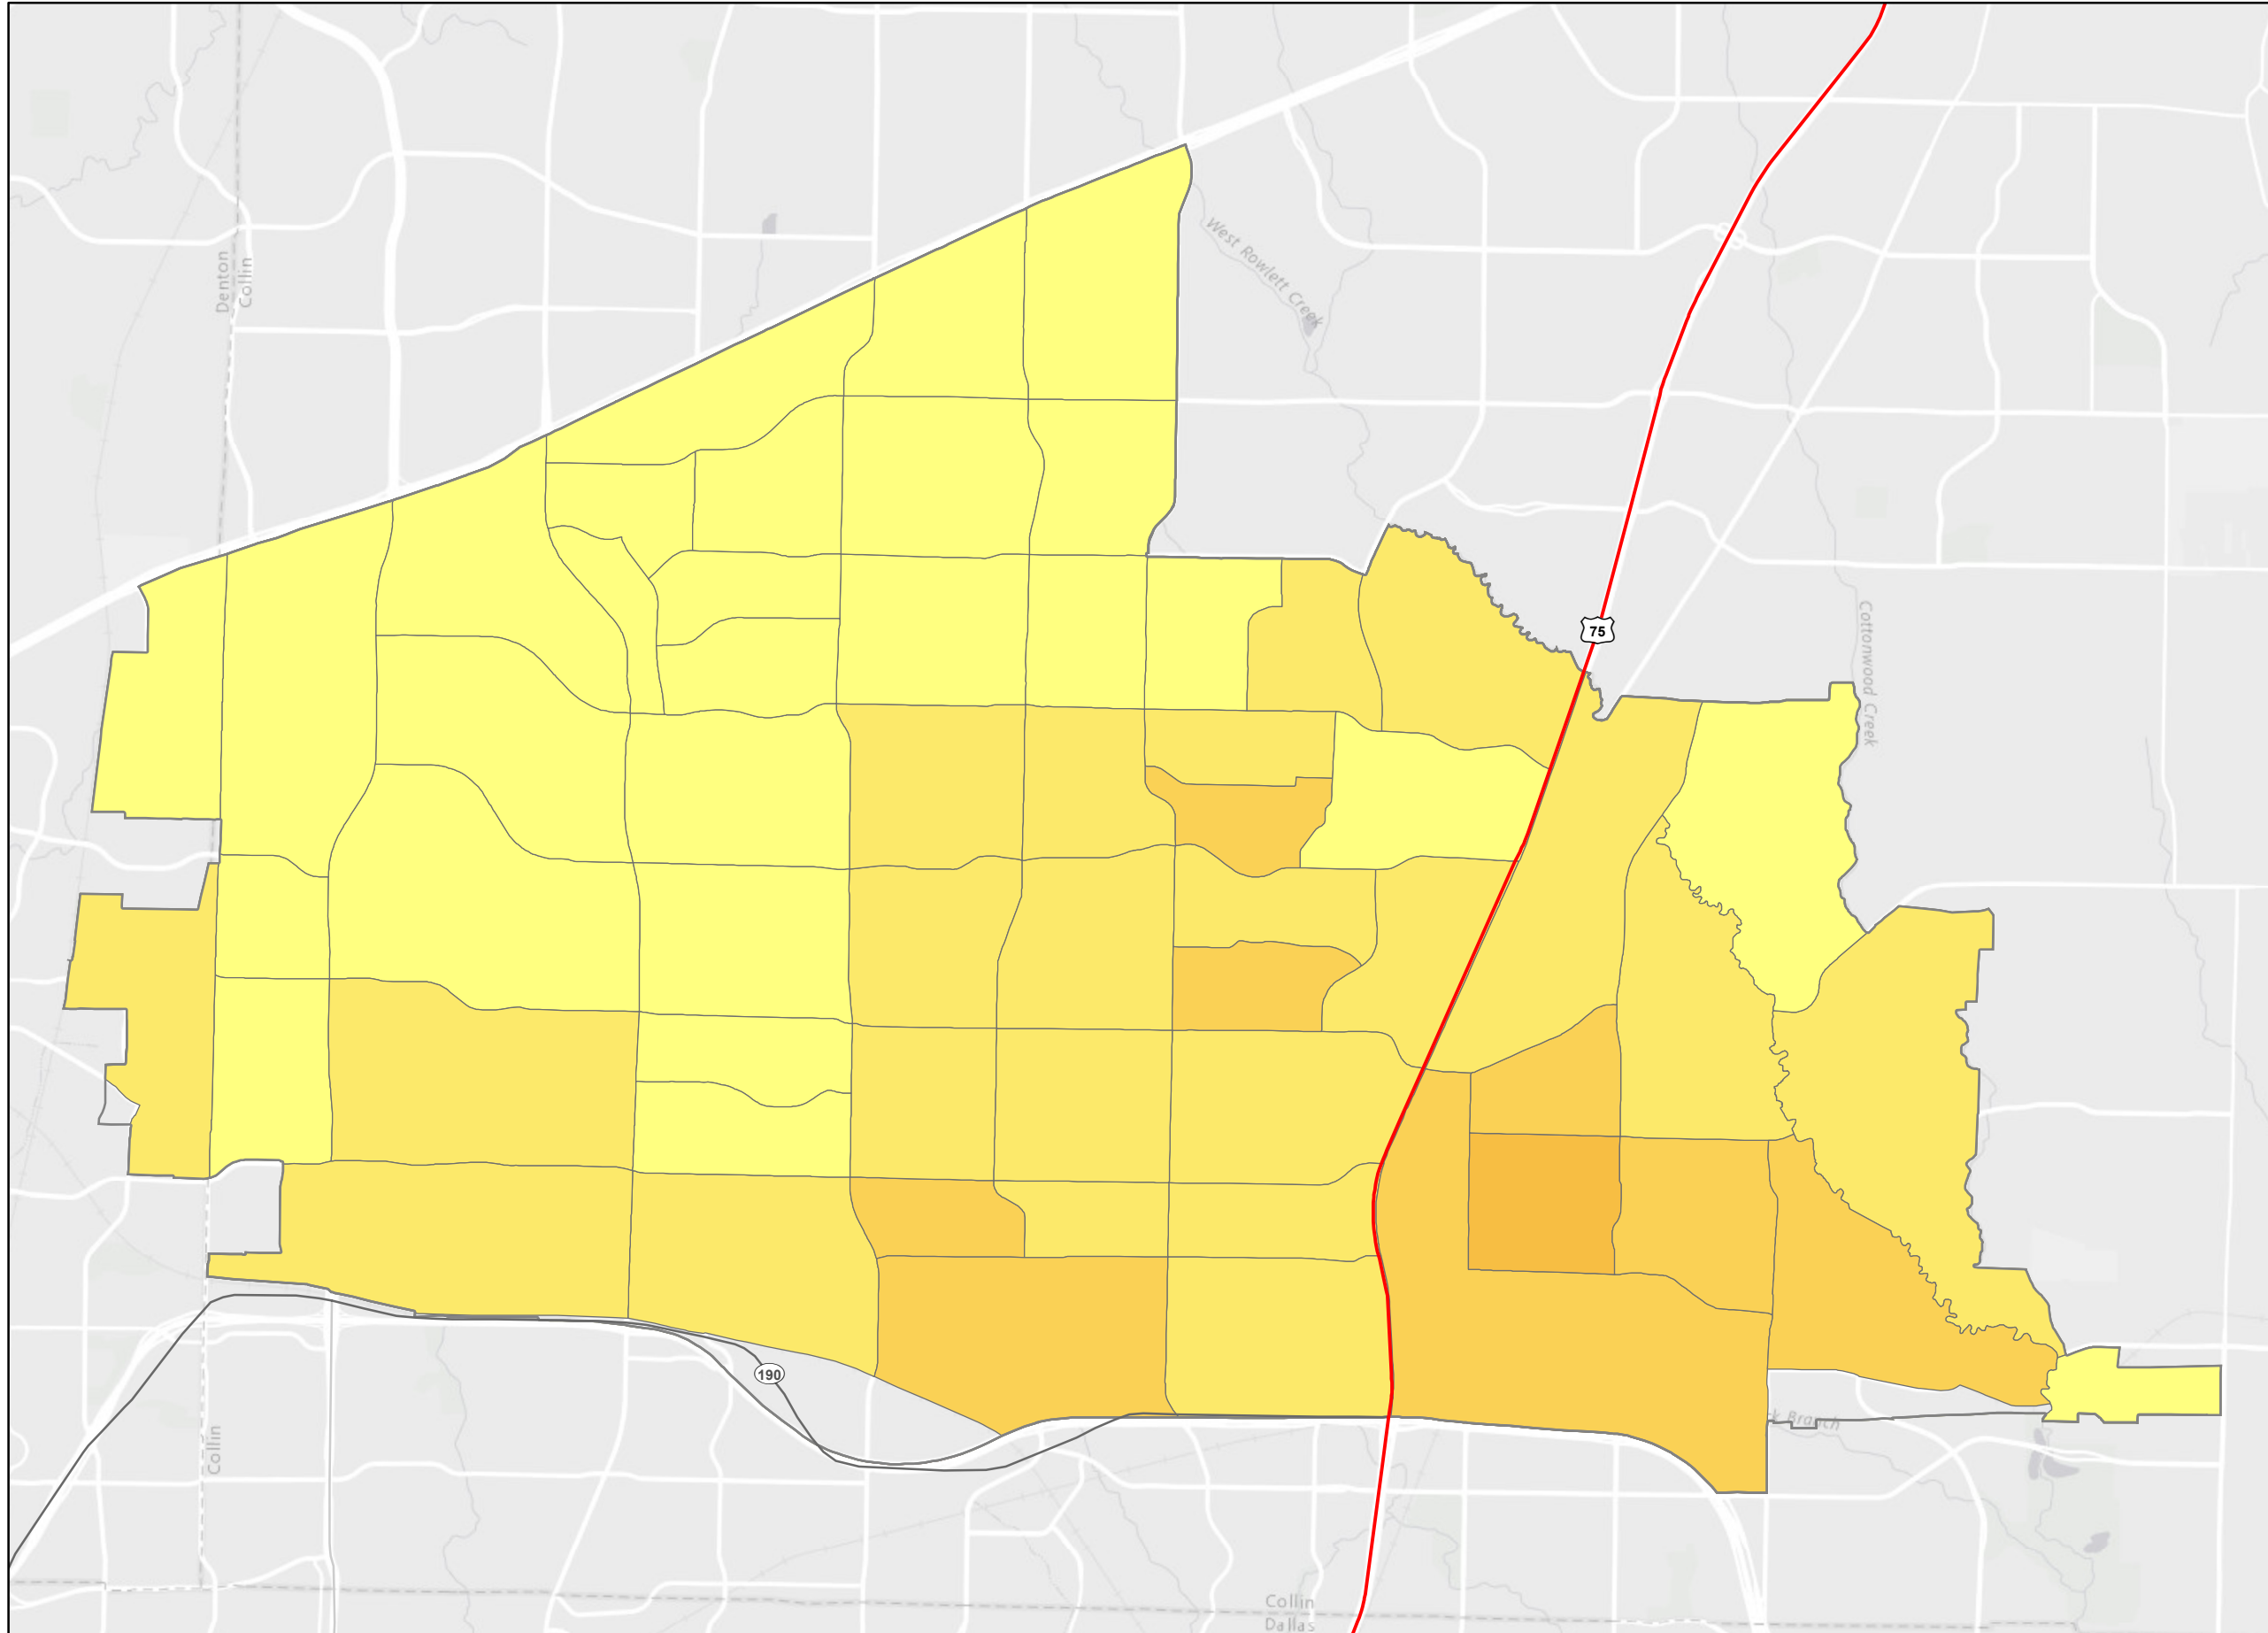 Denton
Collin
West Rowlett Creek
75
Cottonwood Creek
190
Collin
Branch
Collin
Dallas